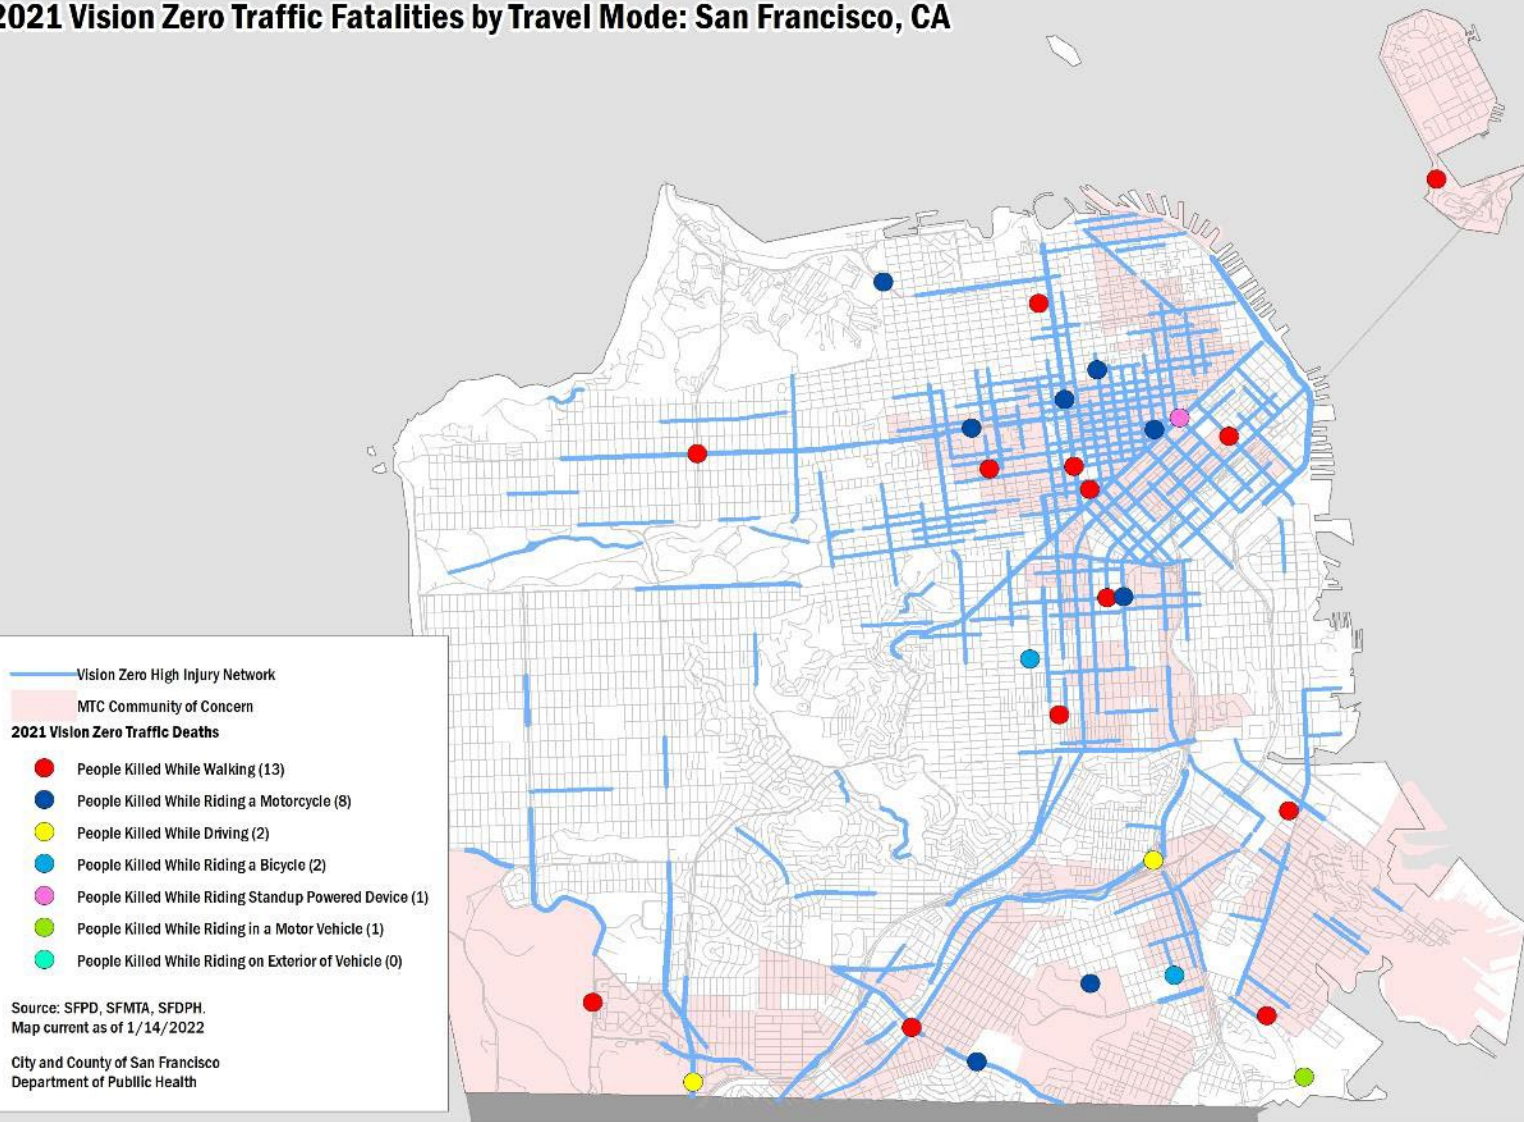 2021 Vision Zero Traffic Fatalities by Travel Mode: San Francisco, CA
Vision Zero High Injury Network
MTC Community of Concern
2021 Vision Zero Traffic Deaths
People Killed While Walking (13)
People Killed While Riding a Motorcycle (8)
People Killed While Driving (2)
People Killed While Riding a Bicycle (2)
People Killed While Riding Standup Powered Device (1)
People Killed While Riding in a Motor Vehicle (1)
People Killed While Riding on Exterior of Vehicle (0)
Source: SFPD, SFMTA, SFDPH.
Map current as of 1/14/2022
City and County of San Francisco
Department of Publlic Health